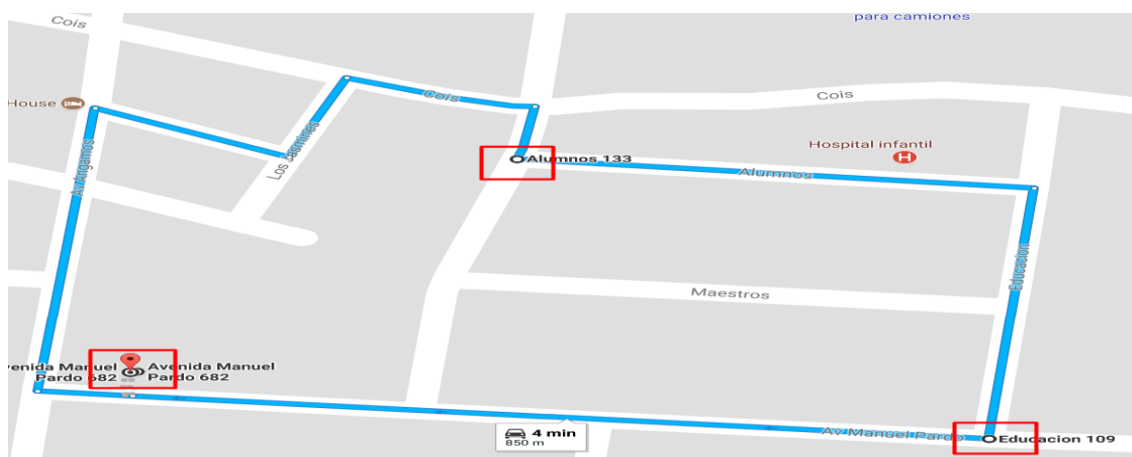 para camiones
Cois
House
Cois
Cois
Hospital infantil
H
Alumnos 133
Alumnos
Los Jasmines
Av Angamos
Educacion
Maestros
venida Manuel
Pardo 682
Avenida Manuel
Pardo 682
4 min
850 m
Av Manuel Pardo
Educacion 109